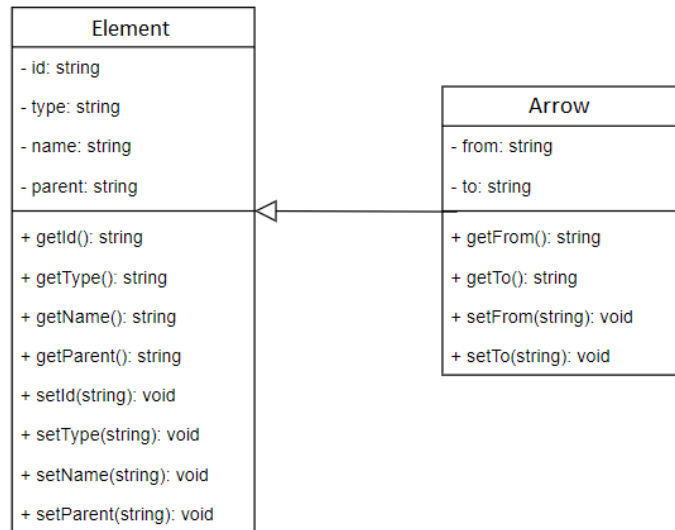 Element
- id: string
- type: string
- name: string
- parent: string
+ getId(): string
+ getType(): string
+ getName(): string
+ getParent(): string
+ setId(string): void
+ setType(string): void
+ setName(string): void
+ setParent(string): void
Arrow
- from: string
- to: string
+ getFrom(): string
+ getTo(): string
+ setFrom(string): void
+ setTo(string): void